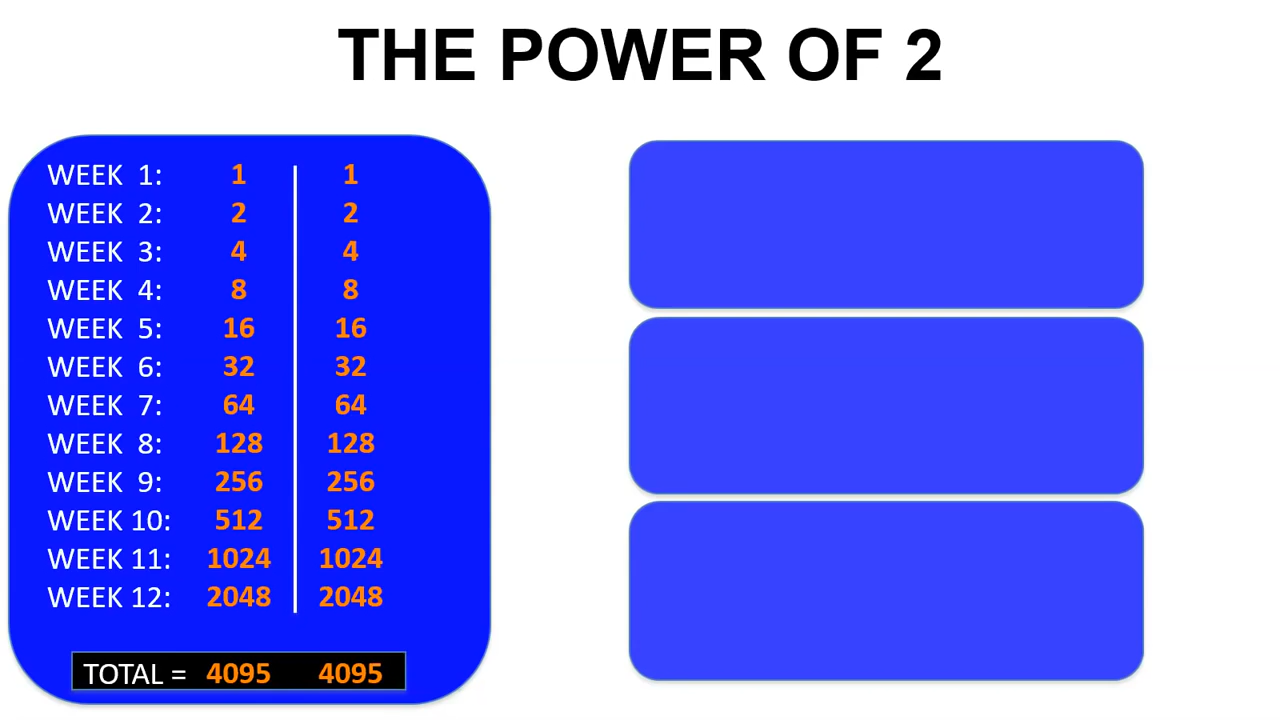 THE POWER OF 2
WEEK 1: 1 1
WEEK 2: 2 2
WEEK 3: 4 4
WEEK 4: 8 8
WEEK 5: 16 16
WEEK 6: 32 32
WEEK 7: 64 64
WEEK 8: 128 128
WEEK 9: 256 256
WEEK 10: 512 512
WEEK 11: 1024 1024
WEEK 12: 2048 2048
TOTAL = 4095 4095